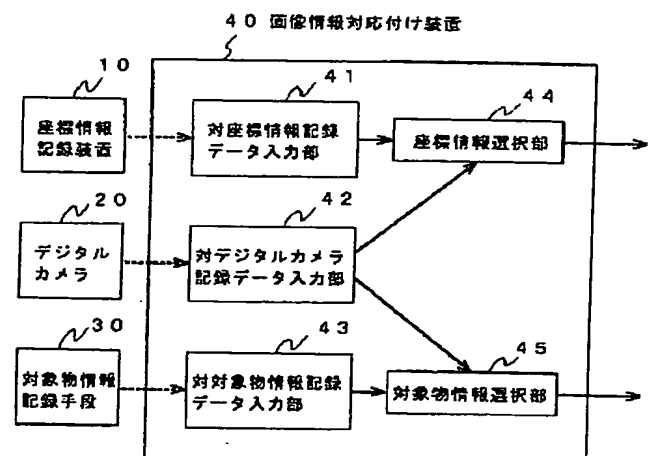 ４０ 画像情報対応付け装置
１０
座標情報
記録装置
４１
対座標情報記録
データ入力部
４４
座標情報選択部
２０
デジタル
カメラ
４２
対デジタルカメラ
記録データ入力部
３０
対象物情報
記録手段
４３
対対象物情報記録
データ入力部
４５
対象物情報選択部